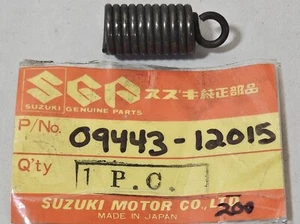 SGP スズキ純正部品
SUZUKI GENUINE PARTS
P/No. 09443-12015
Q'ty 1 P.C.
SUZUKI MOTOR CO., LTD.
300
MADE IN JAPAN